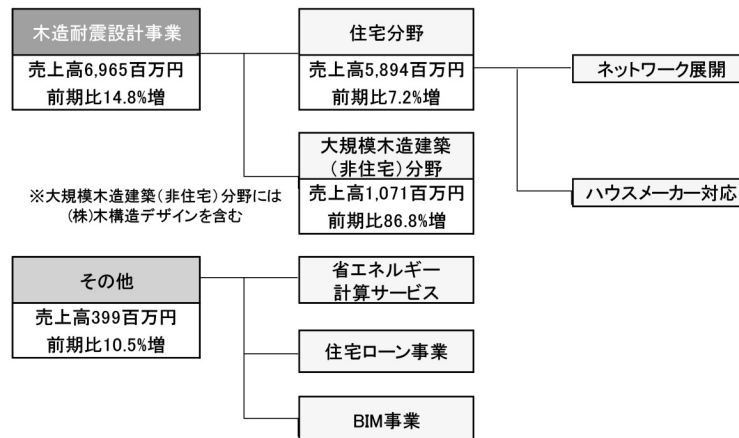 木造耐震設計事業
売上高6,965百万円
前期比14.8%増
住宅分野
売上高5,894百万円
前期比7.2%増
ネットワーク展開
大規模木造建築
(非住宅)分野
売上高1,071百万円
前期比86.8%増
ハウスメーカー対応
※大規模木造建築(非住宅)分野には
(株)木構造デザインを含む
その他
売上高399百万円
前期比10.5%増
省エネルギー
計算サービス
住宅ローン事業
BIM事業